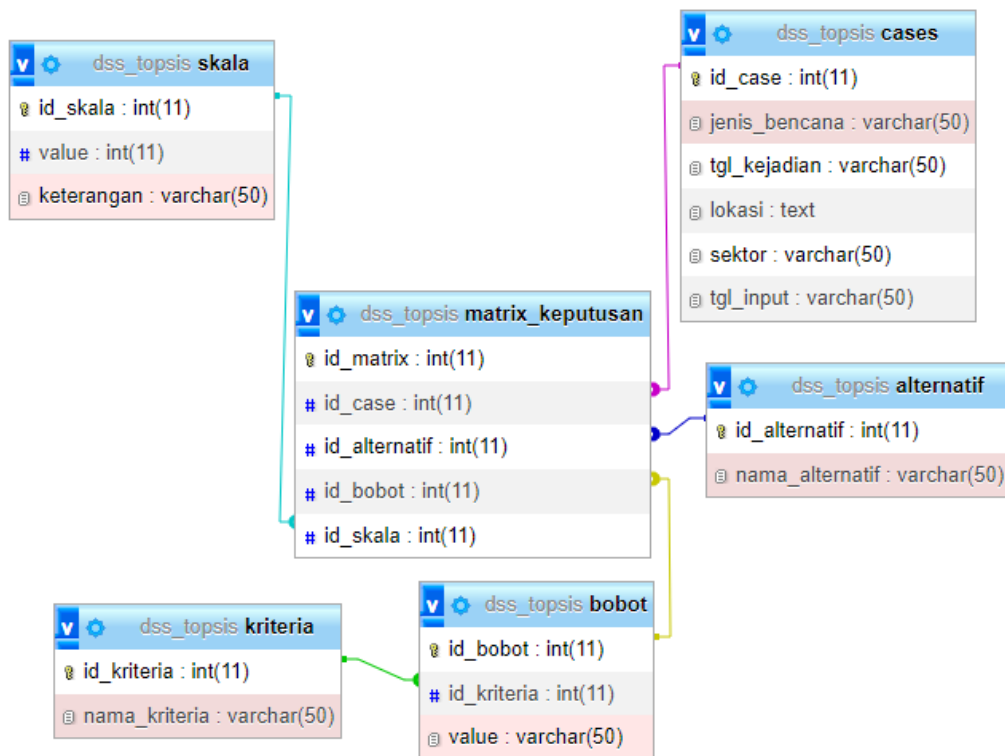 dss_topsis skala
id_skala : int(11)
# value : int(11)
keterangan : varchar(50)
dss_topsis cases
id_case : int(11)
jenis_bencana : varchar(50)
tgl_kejadian : varchar(50)
lokasi : text
sektor : varchar(50)
tgl_input : varchar(50)
dss_topsis matrix_keputusan
id_matrix : int(11)
# id_case : int(11)
# id_alternatif : int(11)
# id_bobot : int(11)
# id_skala : int(11)
dss_topsis alternatif
id_alternatif : int(11)
nama_alternatif : varchar(50)
dss_topsis kriteria
id_kriteria : int(11)
nama_kriteria : varchar(50)
dss_topsis bobot
id_bobot : int(11)
# id_kriteria : int(11)
value : varchar(50)